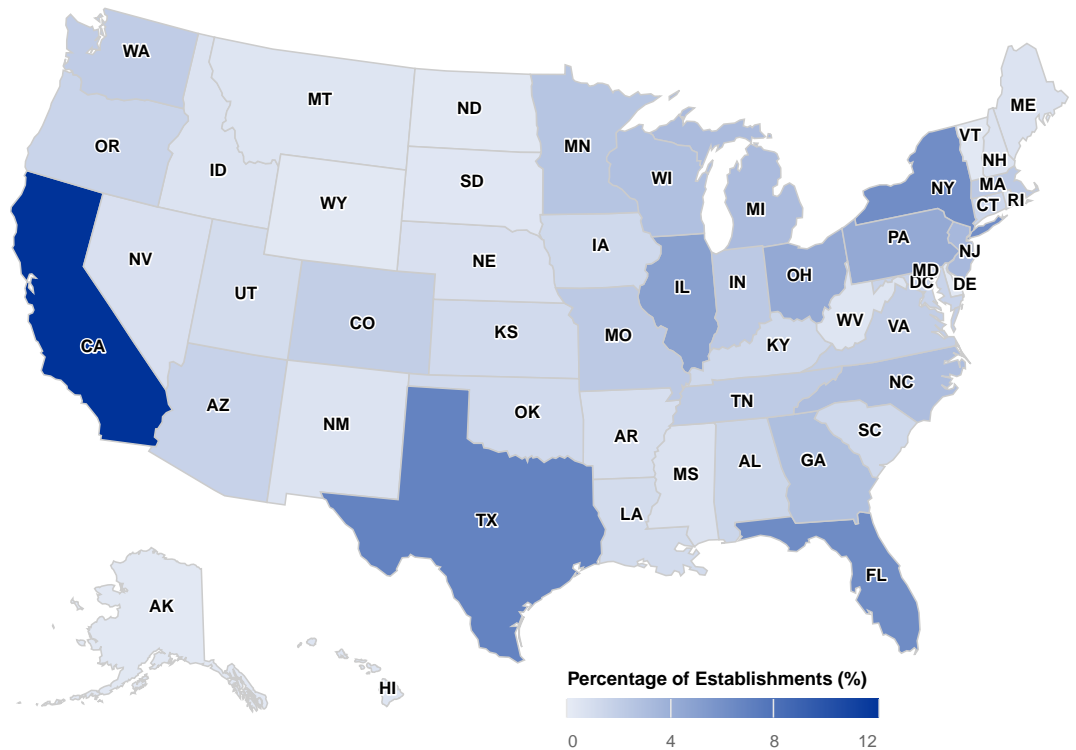 WA
MT
ND
ME
OR
MN
VT
ID
NH
SD
WI
MA
NY
WY
MI
CT
RI
PA
IA
NV
NE
NJ
MD
OH
DC
DE
UT
IL
IN
WV
CO
VA
KS
MO
CA
KY
NC
AZ
TN
OK
NM
SC
AR
GA
AL
MS
LA
TX
FL
AK
HI
Percentage of Establishments (%)
0 4 8 12